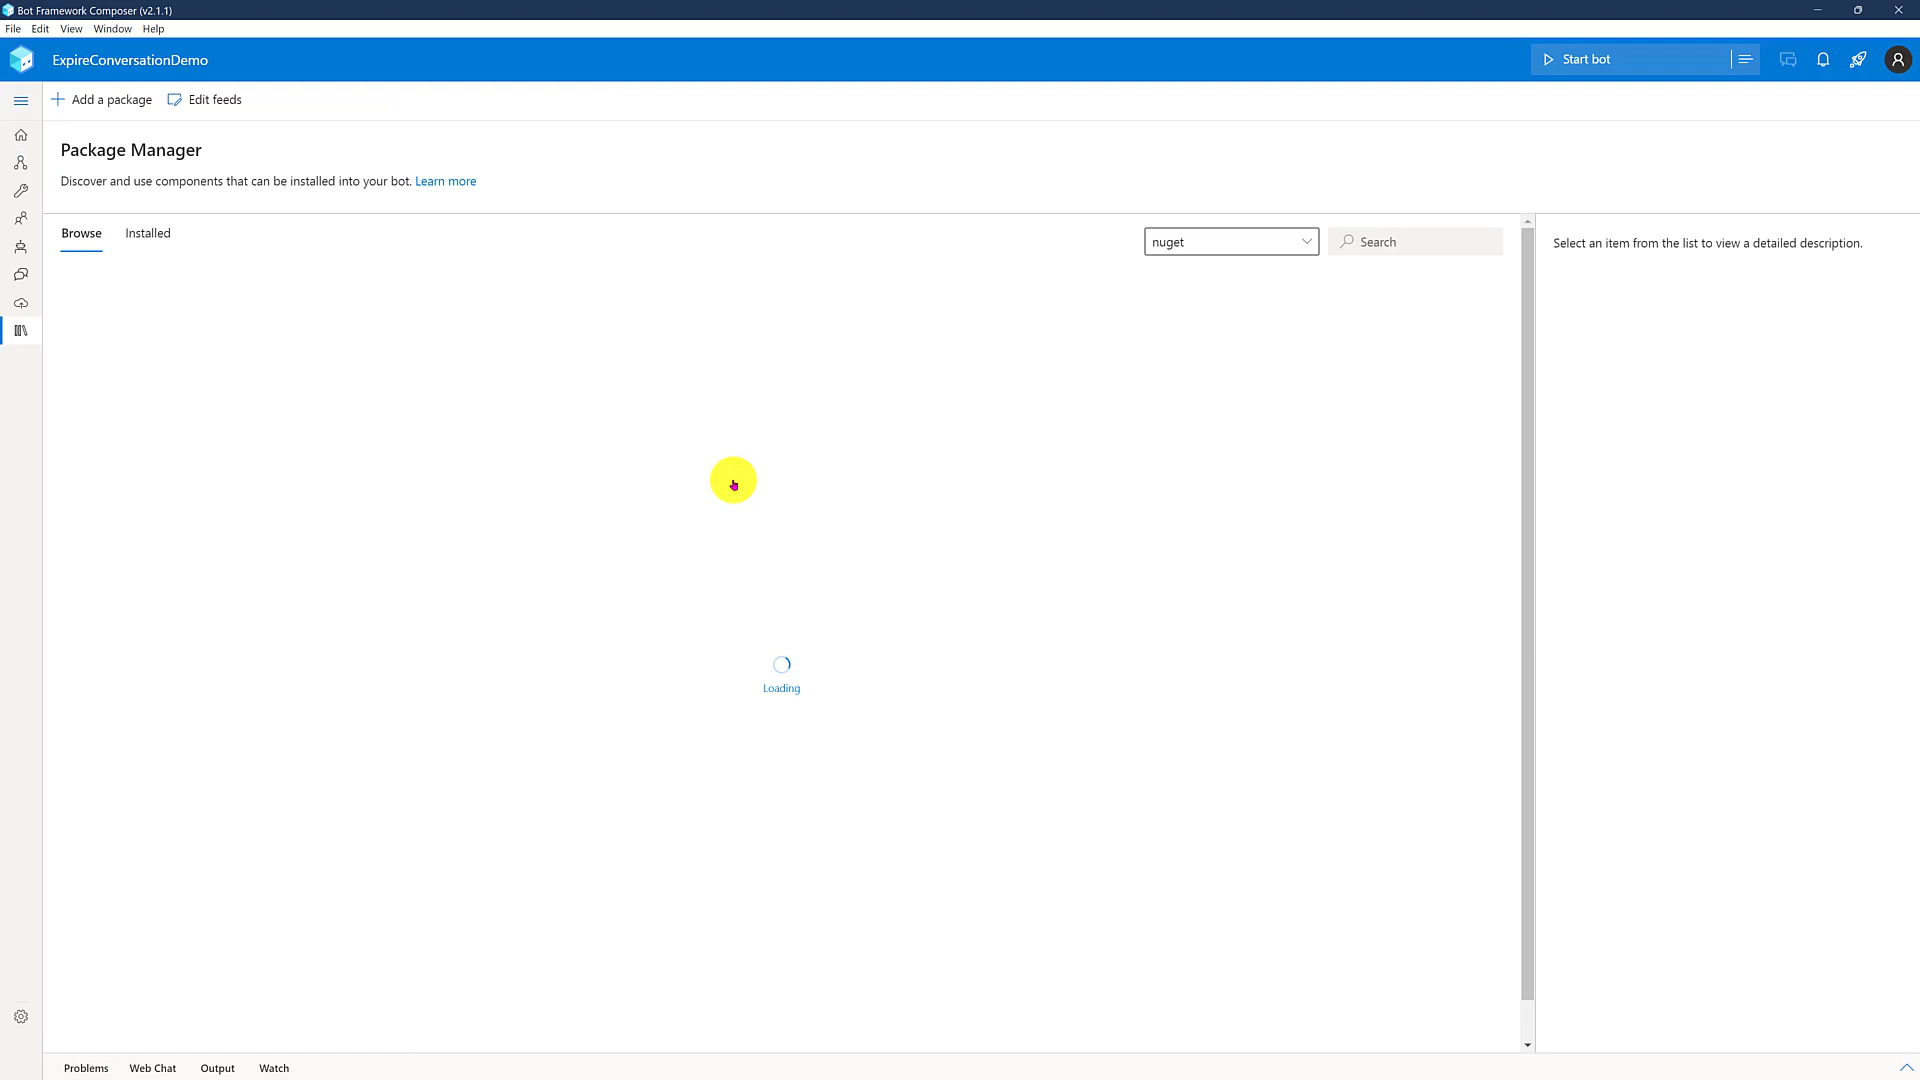 Bot Framework Composer (v2.1.1)
File Edit View Window Help
ExpireConversationDemo
Start bot
Add a package
Edit feeds
Package Manager
Discover and use components that can be installed into your bot. Learn more
Browse
Installed
nuget
Search
Select an item from the list to view a detailed description.
Loading
Problems
Web Chat
Output
Watch